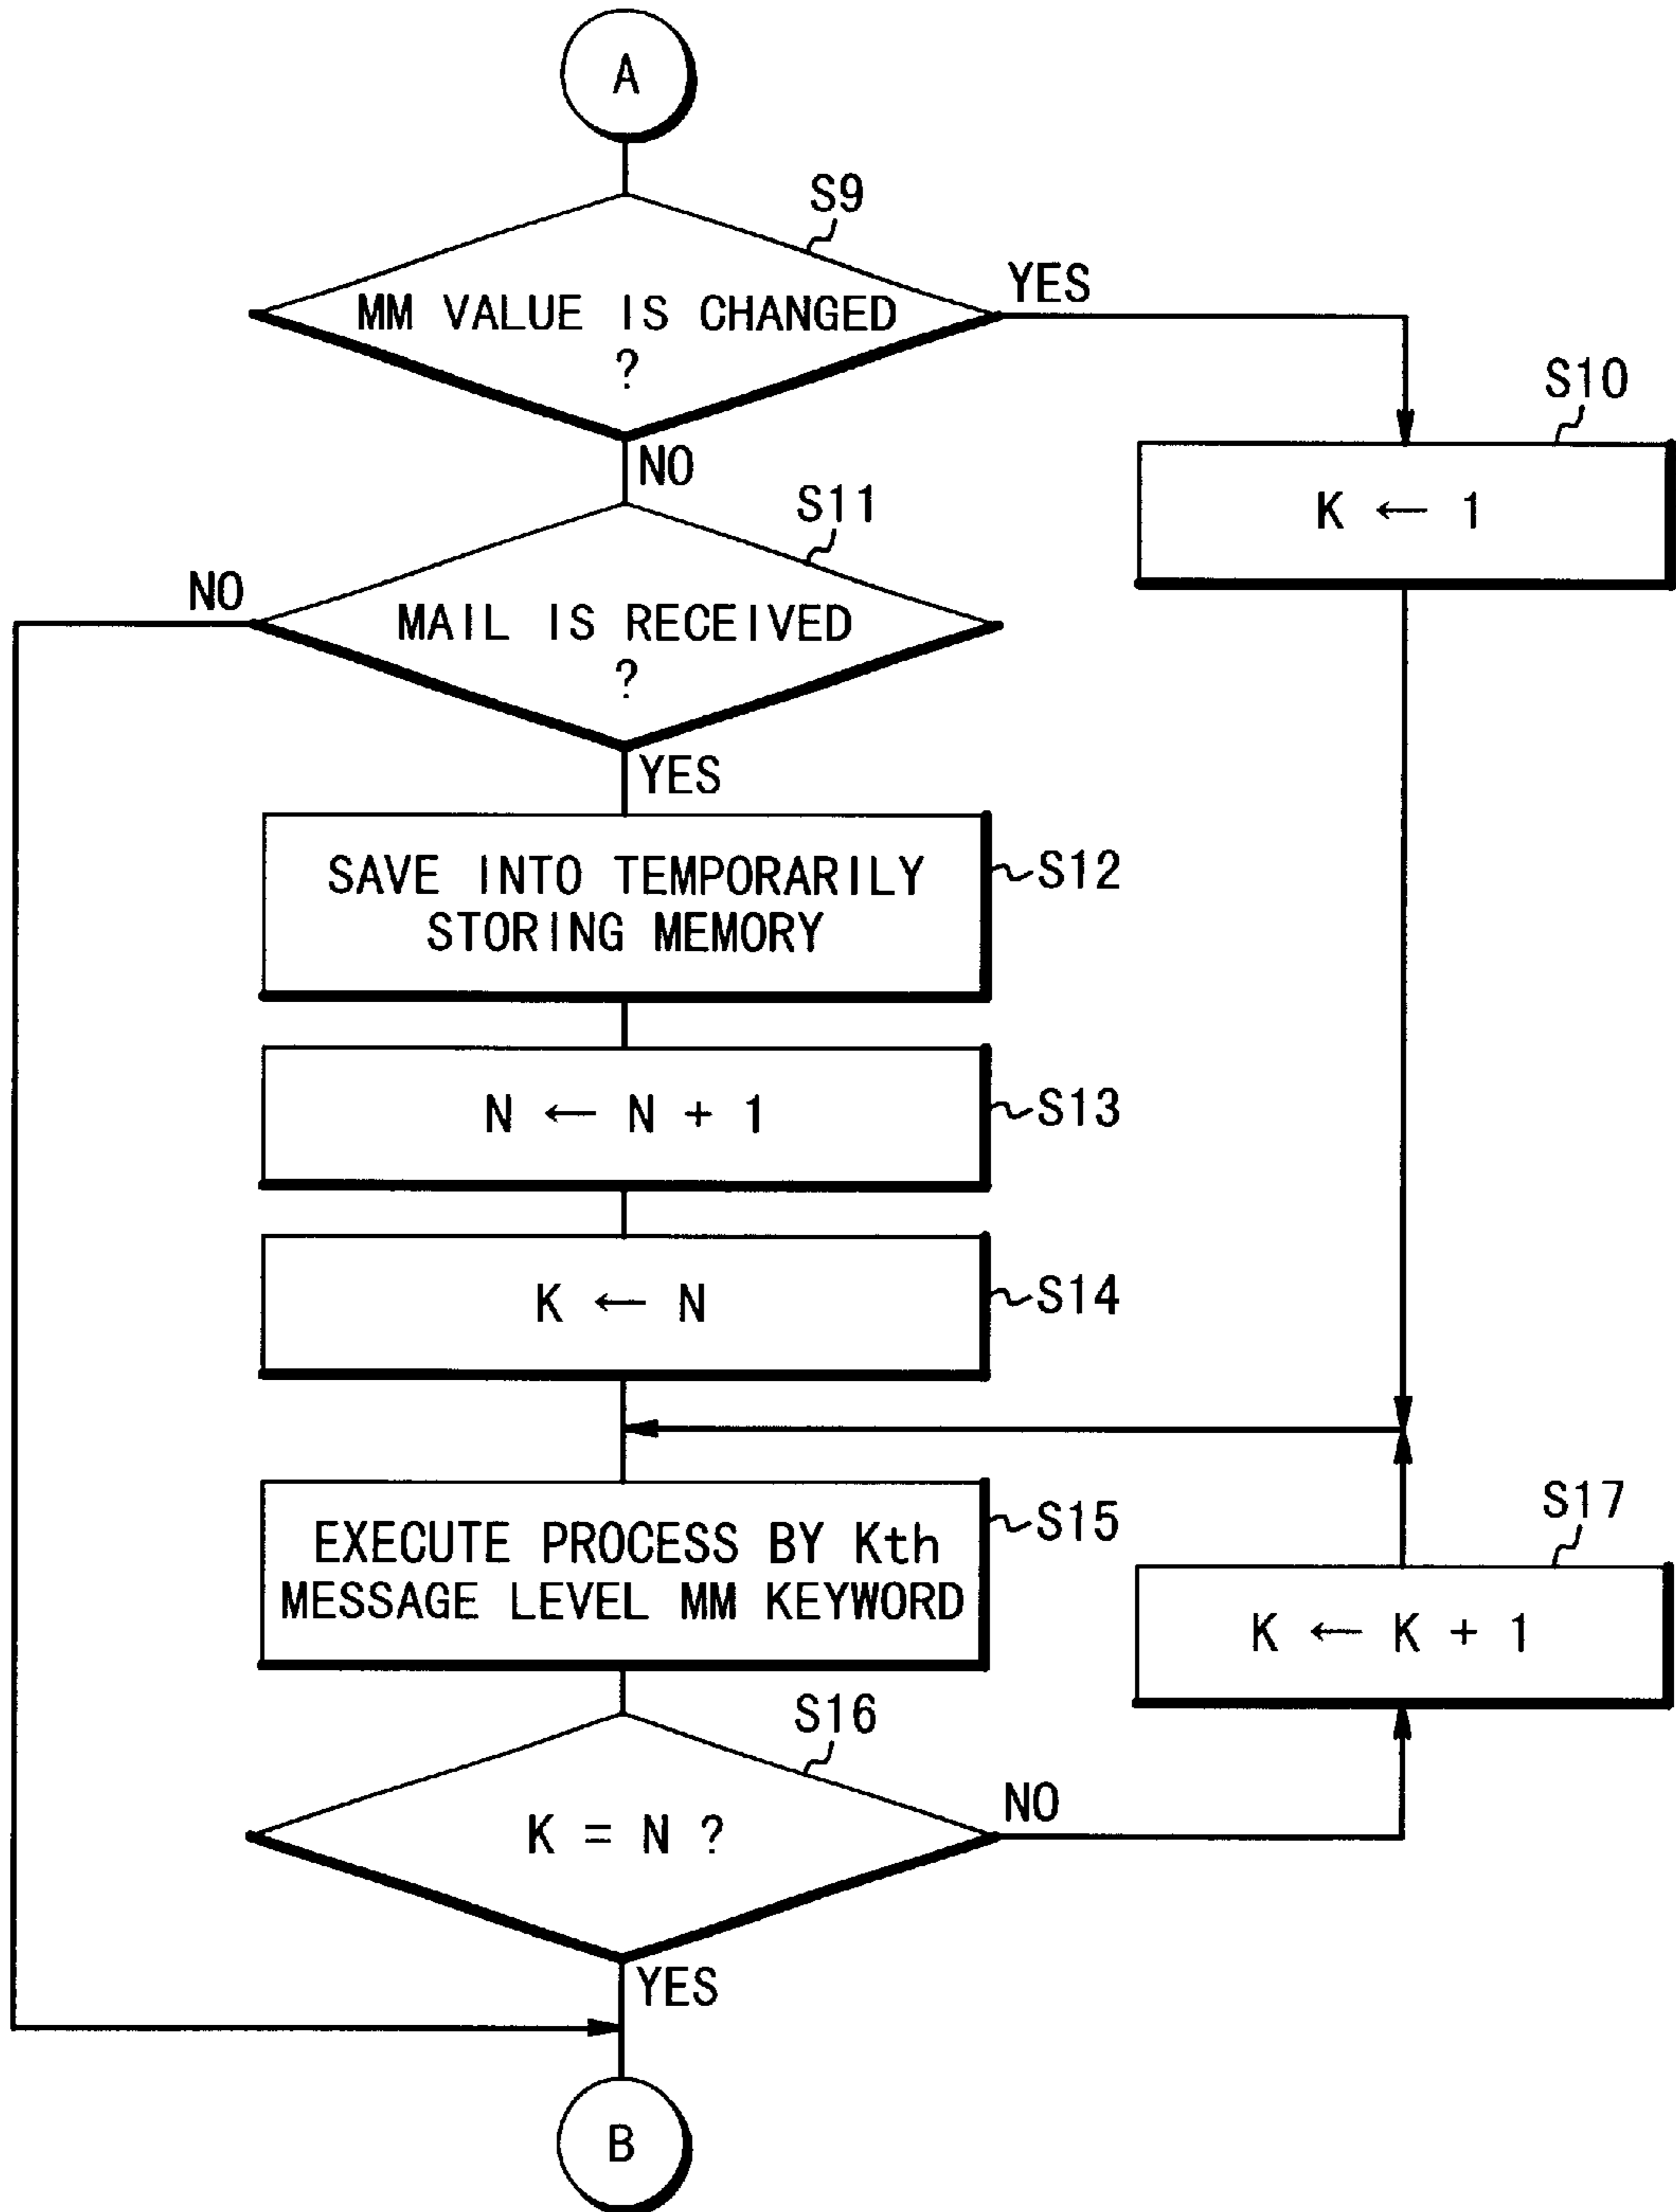 A
S9
MM VALUE IS CHANGED
?
YES
NO
S10
K ← 1
S11
NO
MAIL IS RECEIVED
?
YES
SAVE INTO TEMPORARILY
STORING MEMORY
S12
N ← N + 1
S13
K ← N
S14
EXECUTE PROCESS BY Kth
MESSAGE LEVEL MM KEYWORD
S15
S17
K ← K + 1
S16
K = N ?
NO
YES
B